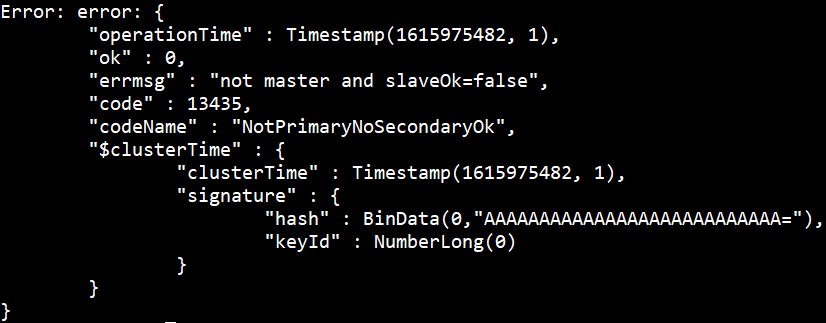 Error: error: {
        "operationTime" : Timestamp(1615975482, 1),
        "ok" : 0,
        "errmsg" : "not master and slaveOk=false",
        "code" : 13435,
        "codeName" : "NotPrimaryNoSecondaryOk",
        "$clusterTime" : {
                "clusterTime" : Timestamp(1615975482, 1),
                "signature" : {
                        "hash" : BinData(0,"AAAAAAAAAAAAAAAAAAAAAAAAAAA="),
                        "keyId" : NumberLong(0)
                }
        }
}